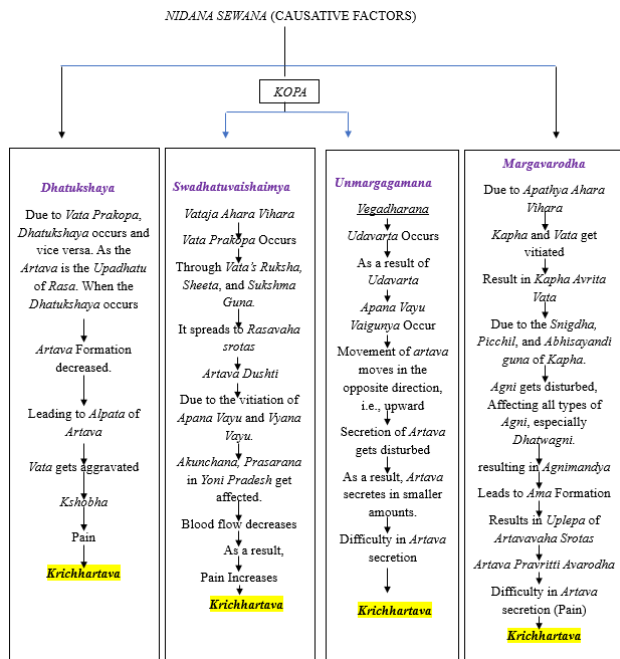 NIDANA SEWANA (CAUSATIVE FACTORS)
KOPA
Dhatukshaya
Due to Vata Prakopa,
Dhatukshaya occurs and
vice versa. As the
Artava is the Upadhatu
of Rasa. When the
Dhatukshaya occurs
Artava Formation
decreased.
Leading to Alpata of
Artava
Vata gets aggravated
Kshobha
Pain
Krichhartava
Swadhatuvaishaimya
Vataja Ahara Vihara
Vata Prakopa Occurs
Through Vata's Ruksha,
Sheeta, and Sukshma
Guna.
It spreads to Rasavaha
srotas
Artava Dushti
Due to the vitiation of
Apana Vayu and Vyana
Vayu.
Akunchana, Prasarana
in Yoni Pradesh get
affected.
Blood flow decreases
As a result,
Pain Increases
Krichhartava
Unmargagamana
Vegadharana
Udavarta Occurs
As a result of
Udavarta
Apana Vayu
Vaigunya Occur
Movement of artava
moves in the
opposite direction,
i.e., upward
Secretion of Artava
gets disturbed
As a result, Artava
secretes in smaller
amounts.
Difficulty in Artava
secretion
Krichhartava
Margavarodha
Due to Apathya Ahara
Vihara
Kapha and Vata get
vitiated
Result in Kapha Avrita
Vata
Due to the Snigdha,
Picchil, and Abhisayandi
guna of Kapha.
Agni gets disturbed,
Affecting all types of
Agni, especially
Dhatwagni.
resulting in Agnimandya
Leads to Ama Formation
Results in Uplepa of
Artavavaha Srotas
Artava Pravritti Avarodha
Difficulty in Artava
secretion (Pain)
Krichhartava